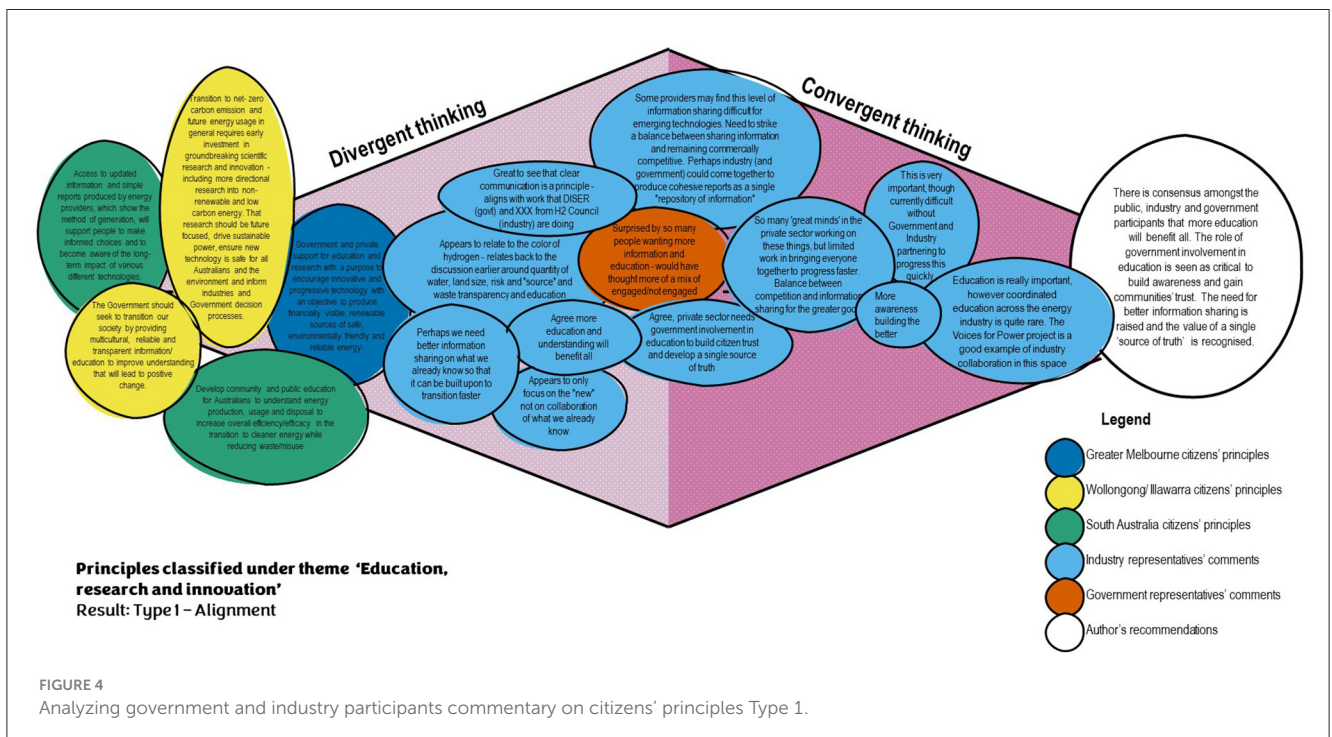 Divergent thinking
Convergent thinking
Access to updated
information and simple
reports produced by energy
providers, which show the
method of generation, will
support people to make
informed choices and to
become aware of the long-
term impact of various
different technologies.
Transition to net- zero
carbon emission and
future energy usage in
general requires early
investment in
groundbreaking scientific
research and innovation -
including more directional
research into non-
renewable and low
carbon energy. That
research should be future
focused, drive sustainable
power, ensure new
technology is safe for all
Australians and the
environment and inform
industries and
Government decision
processes.
The Government should
seek to transition our
society by providing
multicultural, reliable and
transparent information/
education to improve understanding
that will lead to positive
change.
Government and private
support for education and
research with a purpose to
encourage innovative and
progressive technology with
an objective to produce
financially viable, renewable
sources of safe,
environmentally friendly and
reliable energy
Develop community and public education
for Australians to understand energy
production, usage and disposal to
increase overall efficiency/efficacy in the
transition to cleaner energy while
reducing waste/misuse
Great to see that clear
communication is a principle -
aligns with work that DISER
(govt) and XXX from H2 Council
(industry) are doing
Appears to relate to the color of
hydrogen - relates back to the
discussion earlier around quantity of
water, land size, risk and "source" and
waste transparency and education
Perhaps we need
better information
sharing on what we
already know so that
it can be built upon to
transition faster
Agree more
education and
understanding will
benefit all
Appears to only
focus on the "new"
not on collaboration
of what we already
know
Some providers may find this level of
information sharing difficult for
emerging technologies. Need to strike
a balance between sharing information
and remaining commercially
competitive. Perhaps industry (and
government) could come together to
produce cohesive reports as a single
"repository of information"
Surprised by so many
people wanting more
information and
education - would have
thought more of a mix of
engaged/not engaged
Agree, private sector needs
government involvement in
education to build citizen trust
and develop a single source
of truth
So many 'great minds' in the
private sector working on
these things, but limited
work in bringing everyone
together to progress faster.
Balance between
competition and information
sharing for the greater good
This is very
important, though
currently difficult
without
Government and
Industry
partnering to
progress this
quickly
More
awareness
building the
better
Education is really important,
however coordinated
education across the energy
industry is quite rare. The
Voices for Power project is a
good example of industry
collaboration in this space
There is consensus amongst the
public, industry and government
participants that more education
will benefit all. The role of
government involvement in
education is seen as critical to
build awareness and gain
communities' trust. The need for
better information sharing is
raised and the value of a single
'source of truth' is recognised.
Legend
Greater Melbourne citizens' principles
Wollongong/ Illawarra citizens' principles
South Australia citizens' principles
Industry representatives' comments
Government representatives' comments
Author's recommendations
Principles classified under theme 'Education,
research and innovation'
Result: Type 1 – Alignment
FIGURE 4
Analyzing government and industry participants commentary on citizens' principles Type 1.